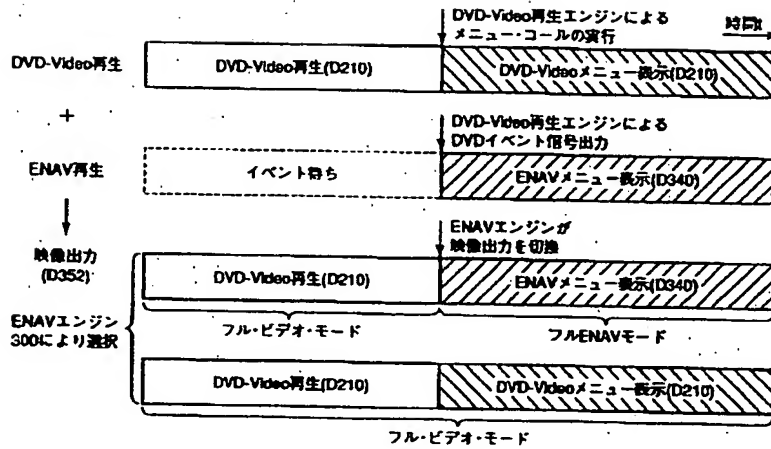 DVD-Video再生エンジンによる
メニュー・コールの実行
時間t
DVD-Video再生
DVD-Video再生(D210)
DVD-Videoメニュー表示(D210)
+
DVD-Video再生エンジンによる
DVDイベント信号出力
ENAV再生
イベント待ち
ENAVメニュー表示(D340)
ENAVエンジンが
映像出力を切換
映像出力
(D352)
DVD-Video再生(D210)
ENAVメニュー表示(D340)
ENAVエンジン
300により選択
フル・ビデオ・モード
フルENAVモード
DVD-Video再生(D210)
DVD-Videoメニュー表示(D210)
フル・ビデオ・モード